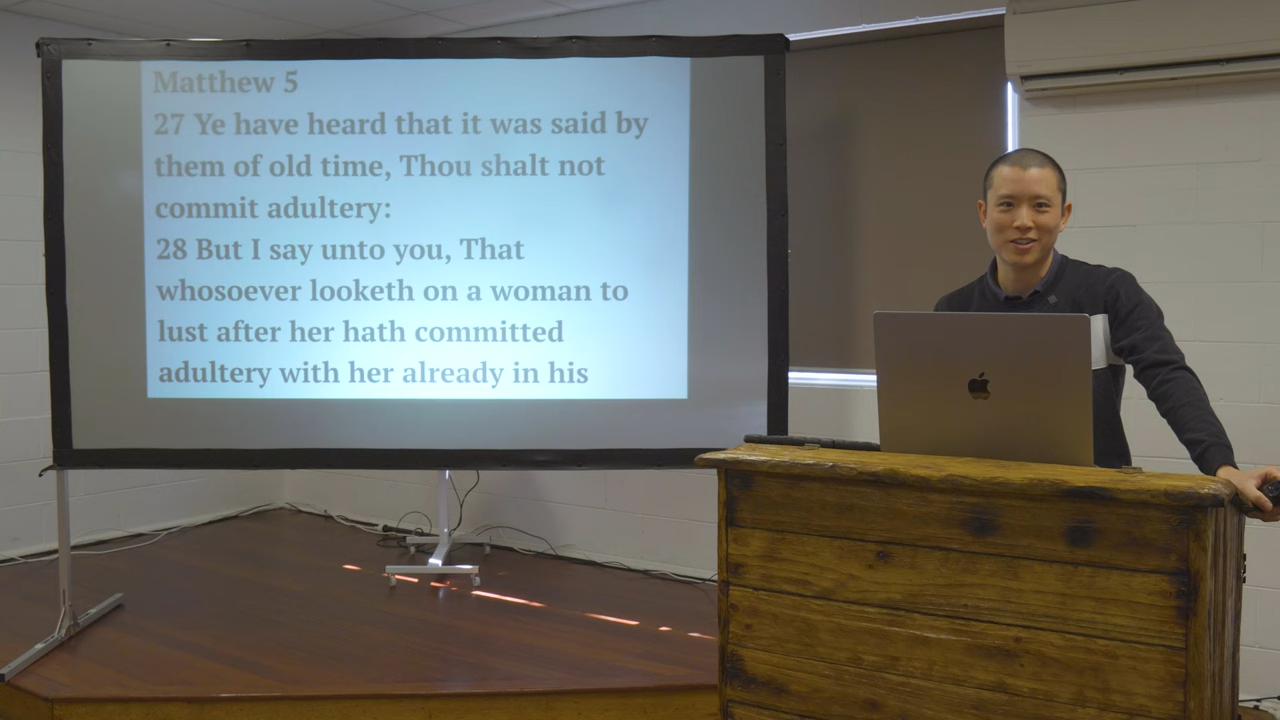 Matthew 5
27 Ye have heard that it was said by
them of old time, Thou shalt not
commit adultery:
28 But I say unto you, That
whosoever looketh on a woman to
lust after her hath committed
adultery with her already in his